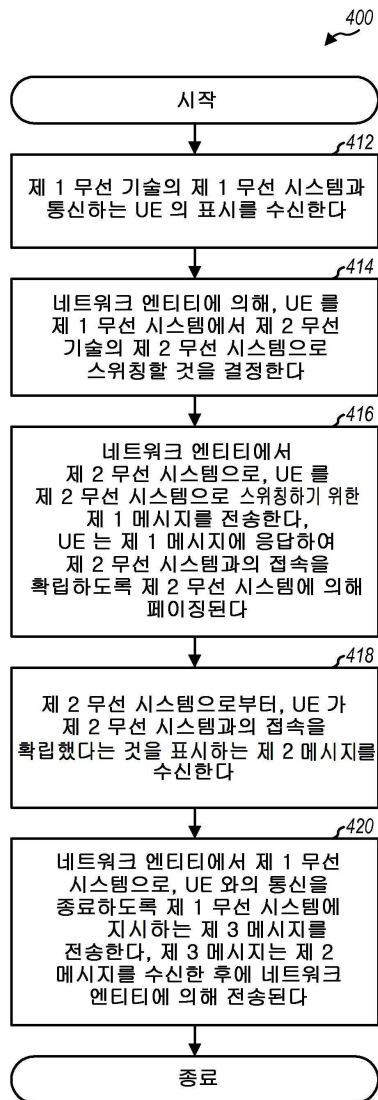 400
시작
412
제 1 무선 기술의 제 1 무선 시스템과
통신하는 UE 의 표시를 수신한다
414
네트워크 엔티티에 의해, UE 를
제 1 무선 시스템에서 제 2 무선
기술의 제 2 무선 시스템으로
스위칭할 것을 결정한다
416
네트워크 엔티티에서
제 2 무선 시스템으로, UE 를
제 2 무선 시스템으로 스위칭하기 위한
제 1 메시지를 전송한다,
UE 는 제 1 메시지에 응답하여
제 2 무선 시스템과의 접속을
확립하도록 제 2 무선 시스템에 의해
페이징된다
418
제 2 무선 시스템으로부터, UE 가
제 2 무선 시스템과의 접속을
확립했다는 것을 표시하는 제 2 메시지를
수신한다
420
네트워크 엔티티에서 제 1 무선
시스템으로, UE 와의 통신을
종료하도록 제 1 무선 시스템에
지시하는 제 3 메시지를
전송한다, 제 3 메시지는 제 2
메시지를 수신한 후에 네트워크
엔티티에 의해 전송된다
종료